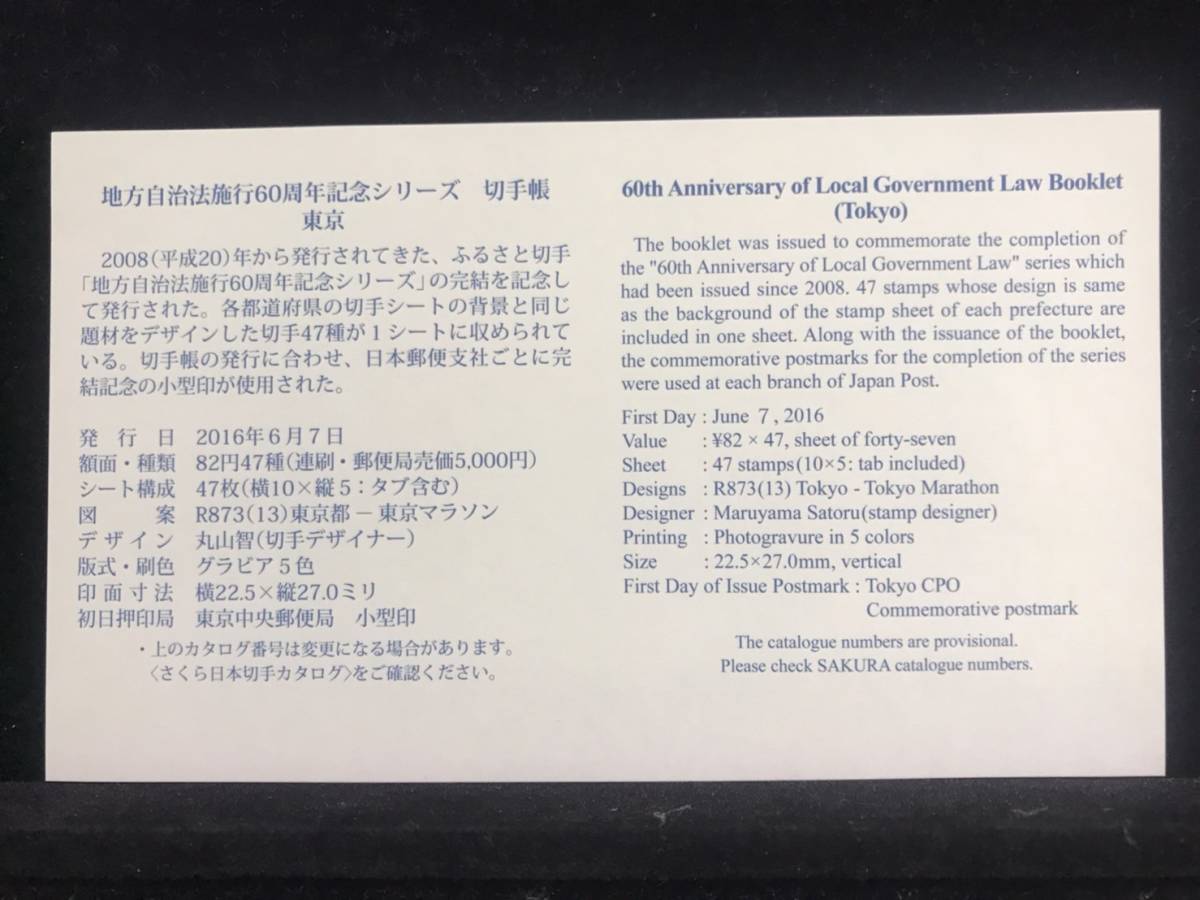 地方自治法施行60周年記念シリーズ　切手帳
東京
2008(平成20)年から発行されてきた、ふるさと切手
「地方自治法施行60周年記念シリーズ」の完結を記念し
て発行された。各都道府県の切手シートの背景と同じ
題材をデザインした切手47種が１シートに収められて
いる。切手帳の発行に合わせ、日本郵便支社ごとに完
結記念の小型印が使用された。
発　行　日　2016年６月７日
額面・種類　82円47種(連刷・郵便局売価5,000円)
シート構成　47枚(横10×縦５：タブ含む)
図　　　案　R873(13)東京都－東京マラソン
デ ザ イ ン　丸山智(切手デザイナー)
版式・刷色　グラビア５色
印 面 寸 法　横22.5×縦27.0ミリ
初日押印局　東京中央郵便局　小型印
・上のカタログ番号は変更になる場合があります。
〈さくら日本切手カタログ〉をご確認ください。
60th Anniversary of Local Government Law Booklet
(Tokyo)
The booklet was issued to commemorate the completion of
the "60th Anniversary of Local Government Law" series which
had been issued since 2008. 47 stamps whose design is same
as the background of the stamp sheet of each prefecture are
included in one sheet. Along with the issuance of the booklet,
the commemorative postmarks for the completion of the series
were used at each branch of Japan Post.
First Day : June ７, 2016
Value : ¥82 × 47, sheet of forty-seven
Sheet : 47 stamps(10×5: tab included)
Designs : R873(13) Tokyo - Tokyo Marathon
Designer : Maruyama Satoru(stamp designer)
Printing : Photogravure in 5 colors
Size : 22.5×27.0mm, vertical
First Day of Issue Postmark : Tokyo CPO
Commemorative postmark
The catalogue numbers are provisional.
Please check SAKURA catalogue numbers.